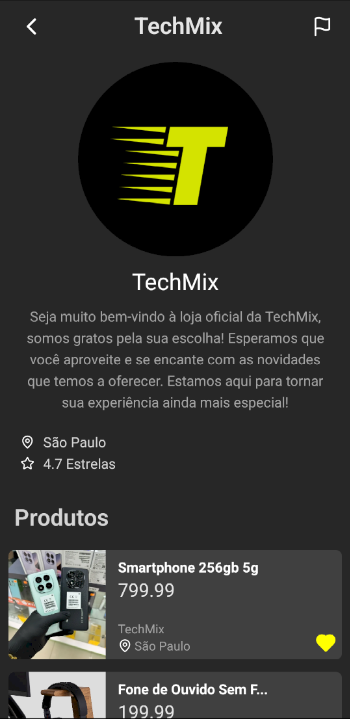 TechMix
T
TechMix
Seja muito bem-vindo à loja oficial da TechMix,
somos gratos pela sua escolha! Esperamos que
você aproveite e se encante com as novidades
que temos a oferecer. Estamos aqui para tornar
sua experiência ainda mais especial!
São Paulo
4.7 Estrelas
Produtos
Smartphone 256gb 5g
799.99
TechMix
São Paulo
Fone de Ouvido Sem F...
199.99